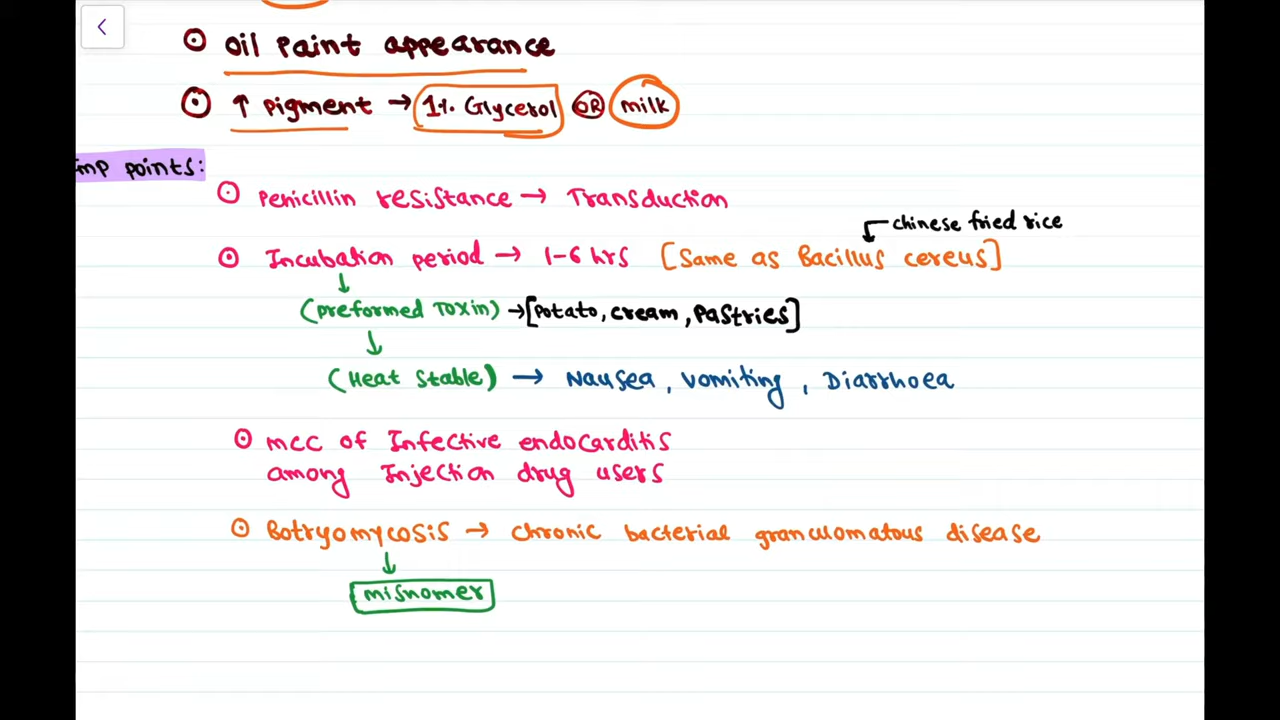 ⊙ Oil Paint appearance
⊙ ↑ Pigment → 1% Glycerol OR milk
Imp points:
⊙ Penicillin resistance → Transduction
chinese fried rice
⊙ Incubation period → 1-6 hrs [Same as Bacillus cereus]
(Preformed Toxin) → [Potato, cream, Pastries]
(Heat Stable) → Nausea, Vomiting, Diarrhoea
⊙ MCC of Infective endocarditis
among Injection drug users
⊙ Botryomycosis → chronic bacterial granulomatous disease
misnomer